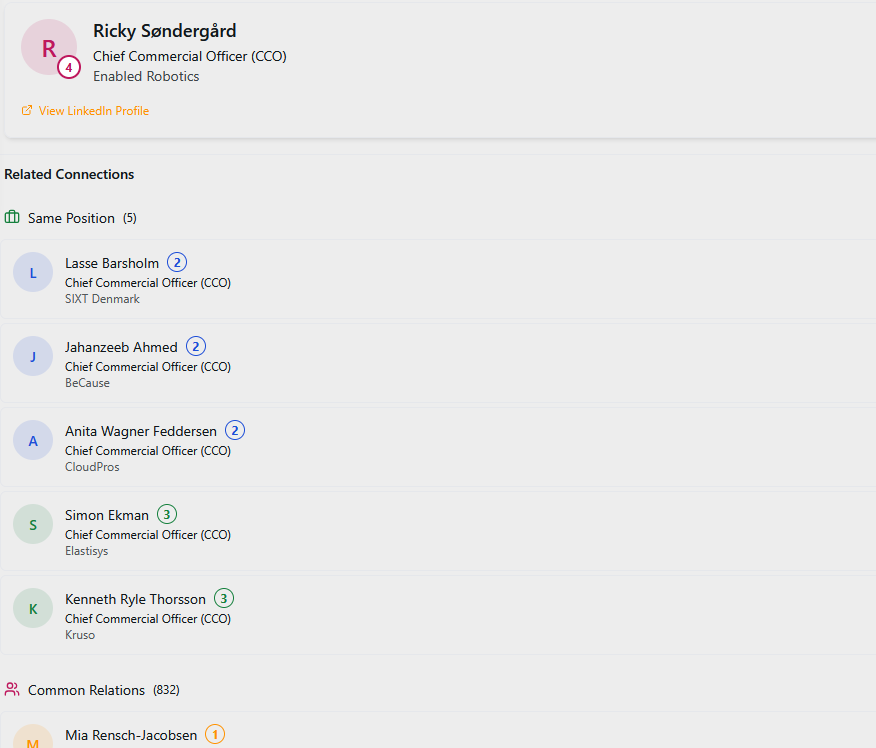 R
4
Ricky Søndergård
Chief Commercial Officer (CCO)
Enabled Robotics
View LinkedIn Profile
Related Connections
Same Position (5)
L
Lasse Barsholm 2
Chief Commercial Officer (CCO)
SIXT Denmark
J
Jahanzeeb Ahmed 2
Chief Commercial Officer (CCO)
BeCause
A
Anita Wagner Feddersen 2
Chief Commercial Officer (CCO)
CloudPros
S
Simon Ekman 3
Chief Commercial Officer (CCO)
Elastisys
K
Kenneth Ryle Thorsson 3
Chief Commercial Officer (CCO)
Kruso
Common Relations (832)
M
Mia Rensch-Jacobsen 1